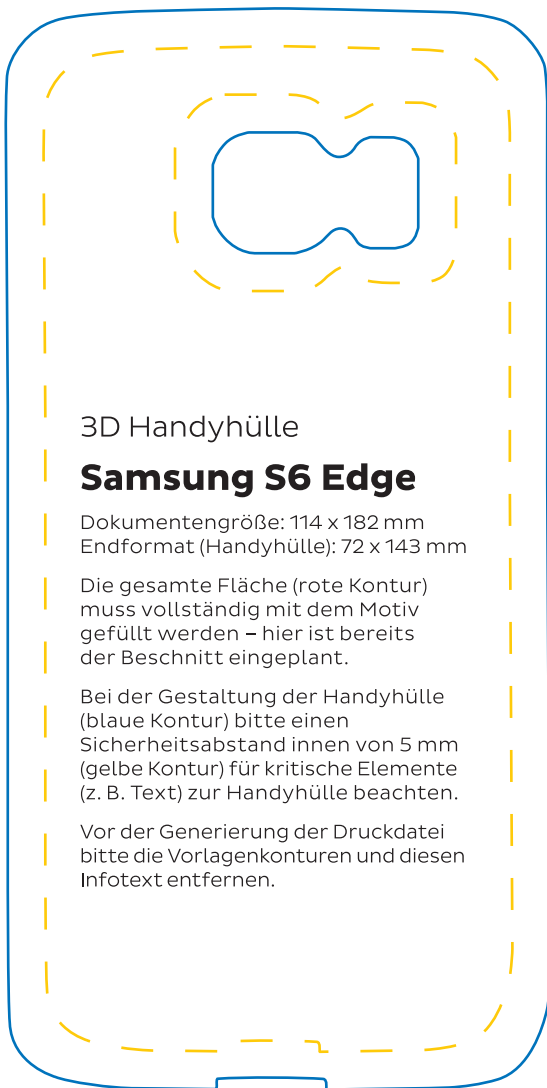 3D Handyhülle
Samsung S6 Edge
Dokumentengröße: 114 x 182 mm
Endformat (Handyhülle): 72 x 143 mm
Die gesamte Fläche (rote Kontur)
muss vollständig mit dem Motiv
gefüllt werden – hier ist bereits
der Beschnitt eingeplant.
Bei der Gestaltung der Handyhülle
(blaue Kontur) bitte einen
Sicherheitsabstand innen von 5 mm
(gelbe Kontur) für kritische Elemente
(z. B. Text) zur Handyhülle beachten.
Vor der Generierung der Druckdatei
bitte die Vorlagenkonturen und diesen
Infotext entfernen.